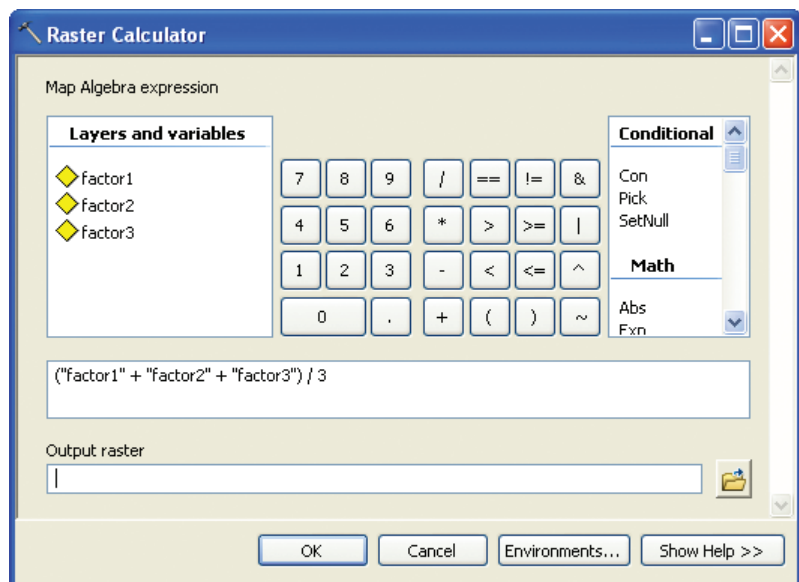 Raster Calculator
Map Algebra expression
Layers and variables
factor1
factor2
factor3
7 8 9 / == != &
4 5 6 * > >= |
1 2 3 - < <= ^
0 . + ( ) ~
Conditional
Con
Pick
SetNull
Math
Abs
Exp
("factor1" + "factor2" + "factor3") / 3
Output raster
OK Cancel Environments... Show Help >>